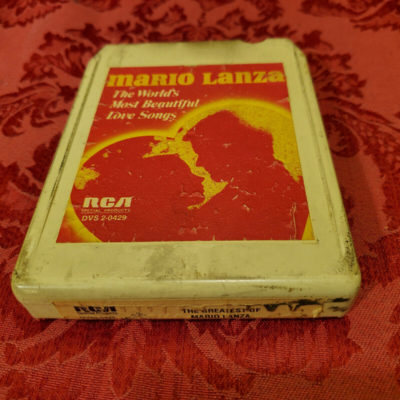 MARIO LANZA
The World's
Most Beautiful
Love Songs
RCA
SPECIAL PRODUCTS
DVS 2-0429
RCA
THE GREATEST OF
MARIO LANZA